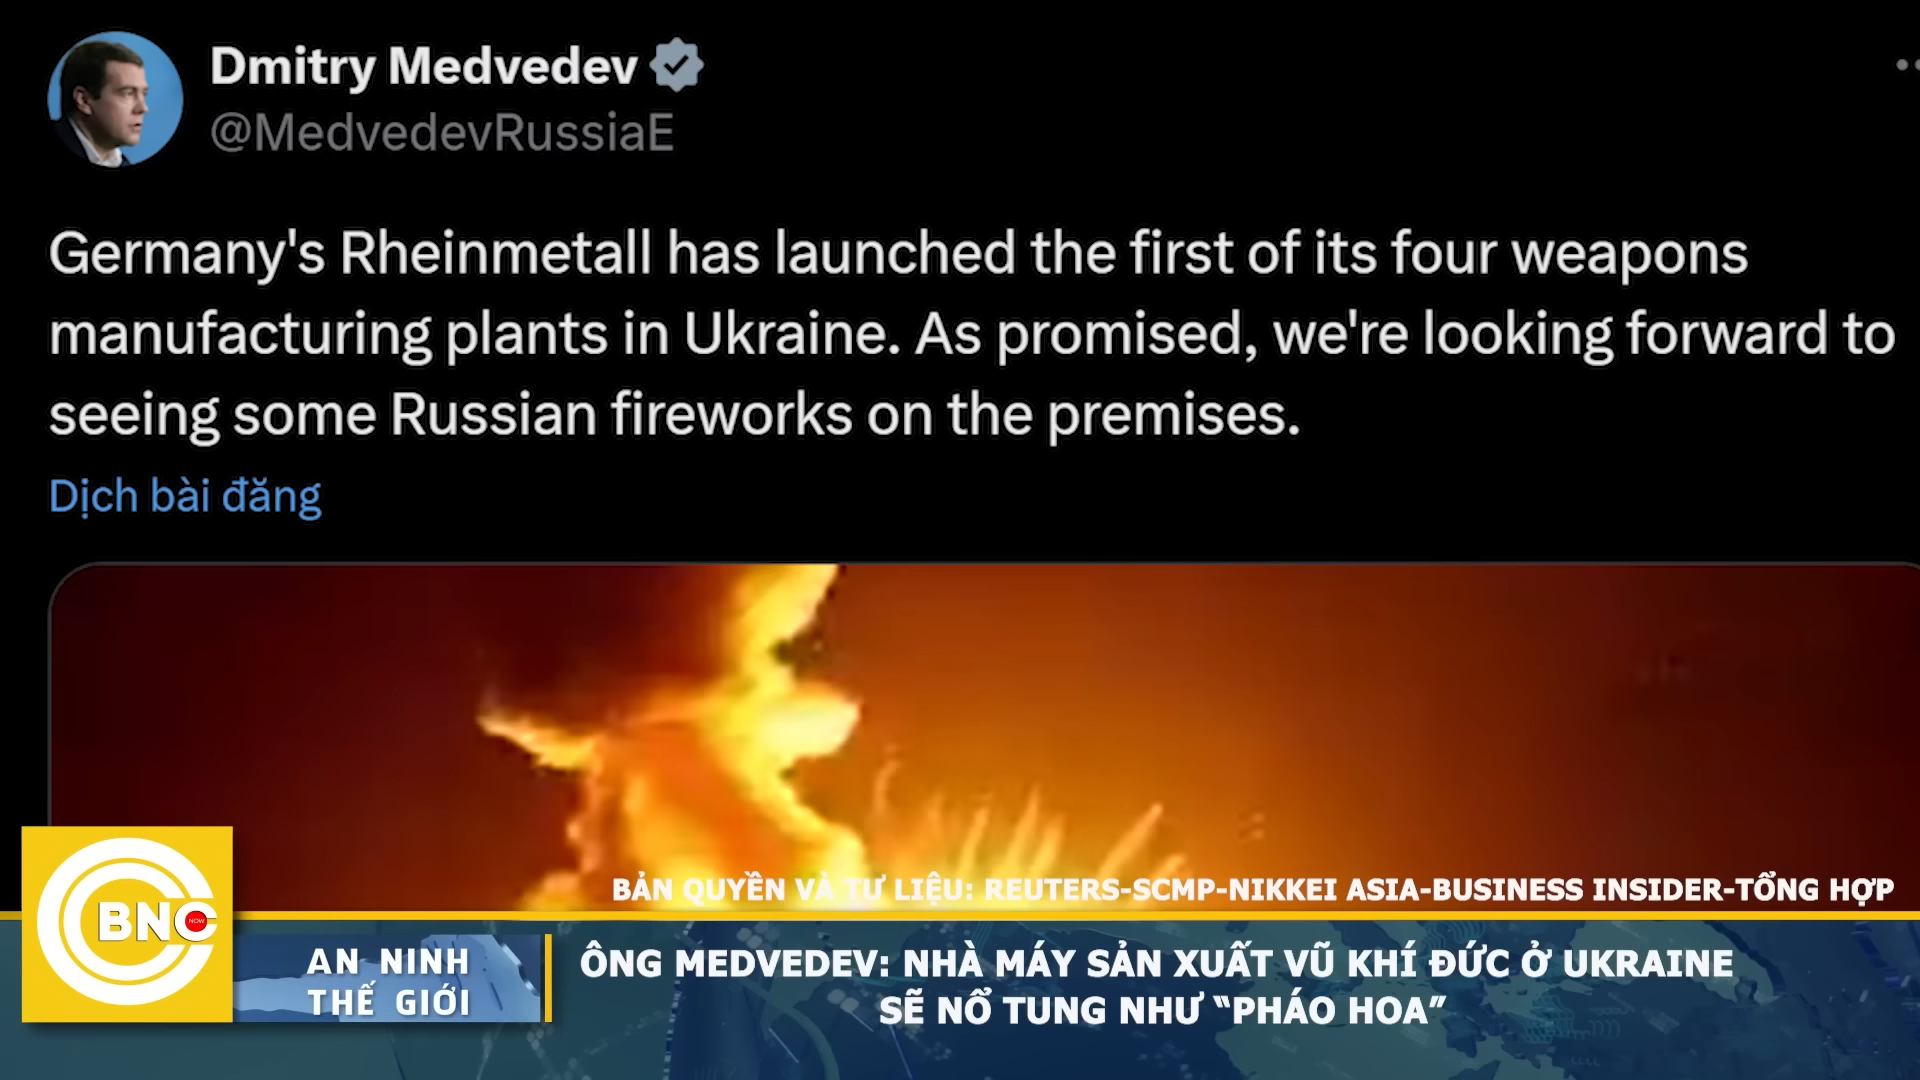 Dmitry Medvedev
@MedvedevRussiaE
Germany's Rheinmetall has launched the first of its four weapons
manufacturing plants in Ukraine. As promised, we're looking forward to
seeing some Russian fireworks on the premises.
Dịch bài đăng
BẢN QUYỀN VÀ TƯ LIỆU: REUTERS-SCMP-NIKKEI ASIA-BUSINESS INSIDER-TỔNG HỢP
BNC
NOW
AN NINH
THẾ GIỚI
ÔNG MEDVEDEV: NHÀ MÁY SẢN XUẤT VŨ KHÍ ĐỨC Ở UKRAINE
SẼ NỔ TUNG NHƯ “PHÁO HOA”